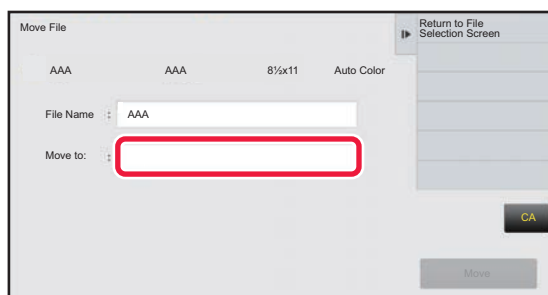 Move File
Return to File
Selection Screen
AAA AAA 8½x11 Auto Color
File Name : AAA
Move to: :
CA
Move